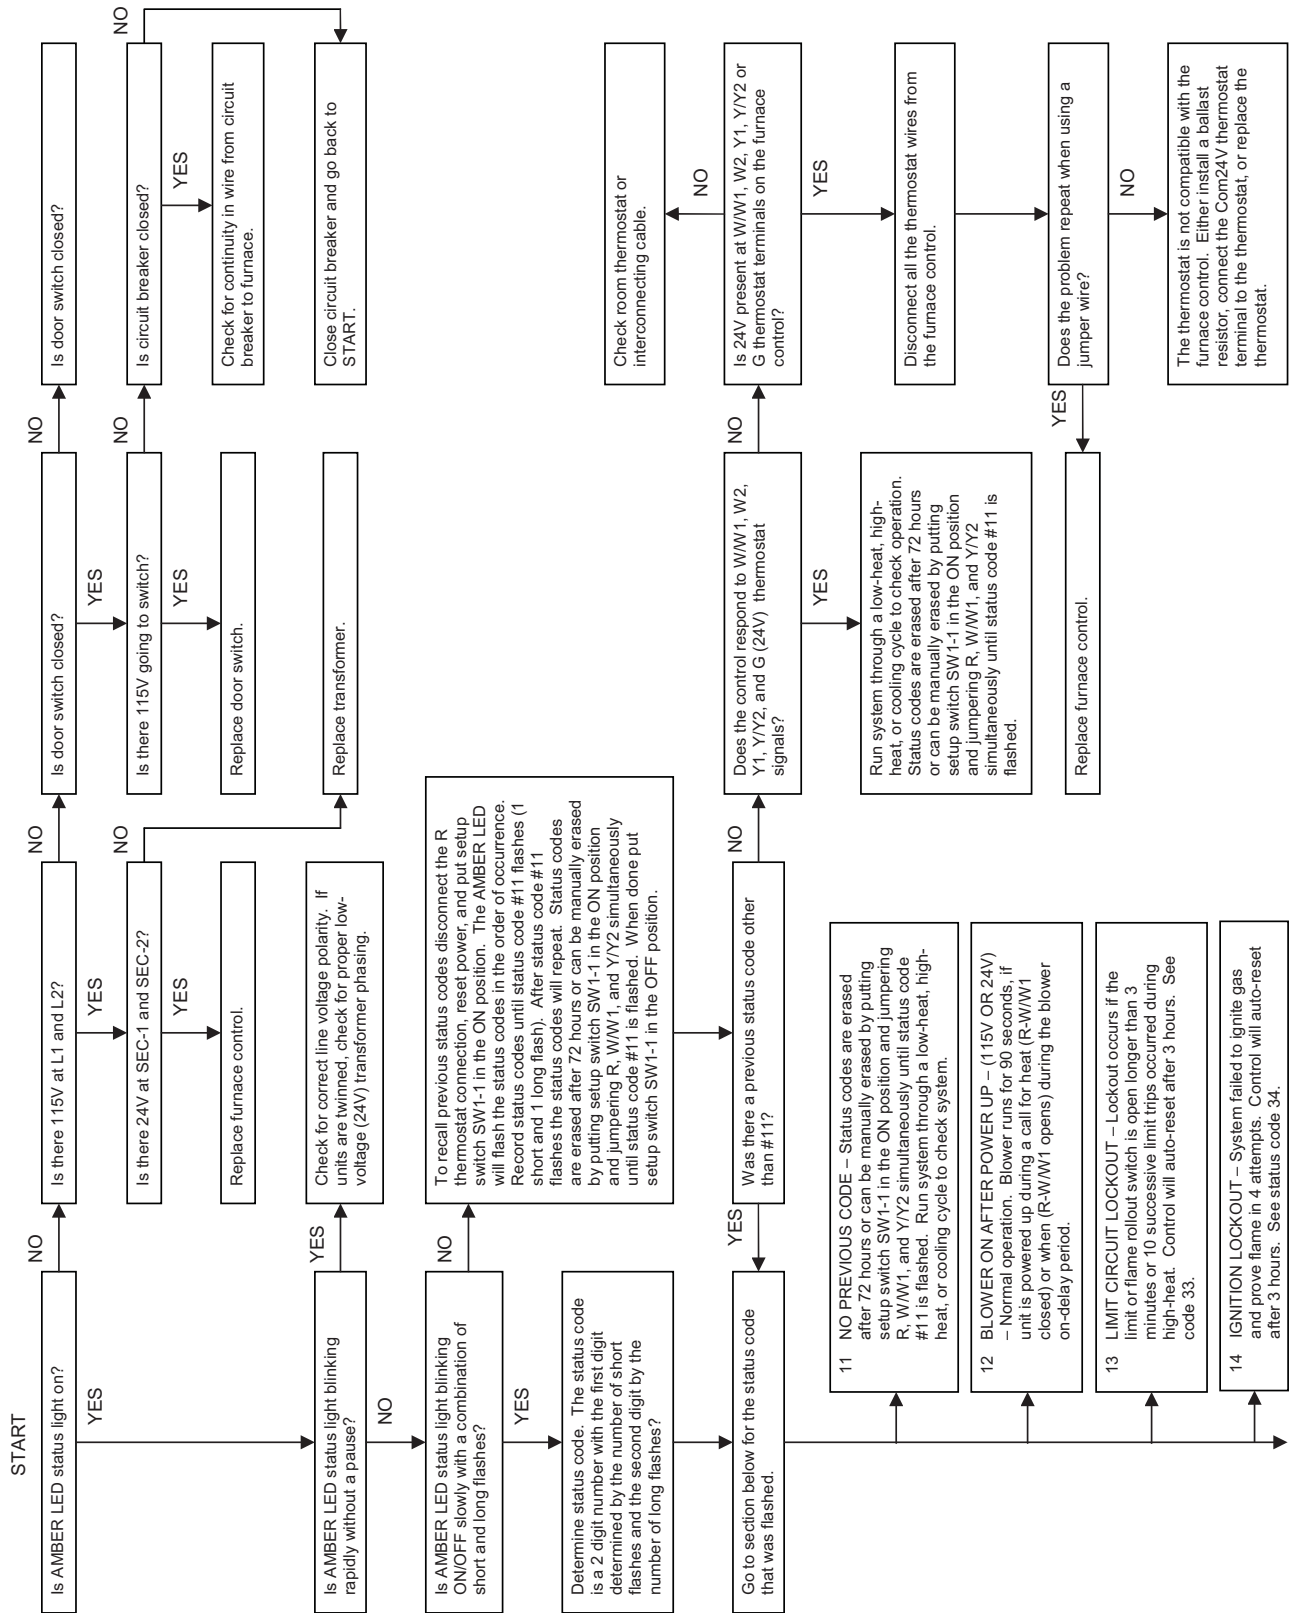 START
Is AMBER LED status light on?
NO
YES
Is there 115V at L1 and L2?
NO
YES
Is door switch closed?
NO
YES
Is door switch closed?
Is there 24V at SEC-1 and SEC-2?
NO
YES
Is there 115V going to switch?
NO
YES
Is circuit breaker closed?
NO
YES
Replace furnace control.
Replace door switch.
Check for continuity in wire from circuit
breaker to furnace.
Is AMBER LED status light blinking
rapidly without a pause?
YES
NO
Check for correct line voltage polarity. If
units are twinned, check for proper low-
voltage (24V) transformer phasing.
Replace transformer.
Close circuit breaker and go back to
START.
Is AMBER LED status light blinking
ON/OFF slowly with a combination of
short and long flashes?
NO
YES
To recall previous status codes disconnect the R
thermostat connection, reset power, and put setup
switch SW1-1 in the ON position. The AMBER LED
will flash the status codes in the order of occurrence.
Record status codes until status code #11 flashes (1
short and 1 long flash). After status code #11
flashes the status codes will repeat. Status codes
are erased after 72 hours or can be manually erased
by putting setup switch SW1-1 in the ON position
and jumpering R, WW1, and Y/Y2 simultaneously
until status code #11 is flashed. When done put
setup switch SW1-1 in the OFF position.
Determine status code. The status code
is a 2 digit number with the first digit
determined by the number of short
flashes and the second digit by the
number of long flashes?
Go to section below for the status code
that was flashed.
YES
Was there a previous status code other
than #11?
NO
Does the control respond to W/W1, W2,
Y1, Y/Y2, and G (24V) thermostat
signals?
NO
YES
Is 24V present at W/W1, W2, Y1, Y/Y2 or
G thermostat terminals on the furnace
control?
NO
YES
Check room thermostat or
interconnecting cable.
Run system through a low-heat, high-
heat, or cooling cycle to check operation.
Status codes are erased after 72 hours
or can be manually erased by putting
setup switch SW1-1 in the ON position
and jumpering R, W/W1, and Y/Y2
simultaneously until status code #11 is
flashed.
Disconnect all the thermostat wires from
the furnace control.
Replace furnace control.
YES
Does the problem repeat when using a
jumper wire?
NO
The thermostat is not compatible with the
furnace control. Either install a ballast
resistor, connect the Com24V thermostat
terminal to the thermostat, or replace the
thermostat.
11 NO PREVIOUS CODE – Status codes are erased
after 72 hours or can be manually erased by putting
setup switch SW1-1 in the ON position and jumpering
R, W/W1, and Y/Y2 simultaneously until status code
#11 is flashed. Run system through a low-heat, high-
heat, or cooling cycle to check system.
12 BLOWER ON AFTER POWER UP – (115V OR 24V)
– Normal operation. Blower runs for 90 seconds, if
unit is powered up during a call for heat (R-W/W1
closed) or when (R-W/W1 opens) during the blower
on-delay period.
13 LIMIT CIRCUIT LOCKOUT – Lockout occurs if the
limit or flame rollout switch is open longer than 3
minutes or 10 successive limit trips occurred during
high-heat. Control will auto-reset after 3 hours. See
code 33.
14 IGNITION LOCKOUT – System failed to ignite gas
and prove flame in 4 attempts. Control will auto-reset
after 3 hours. See status code 34.